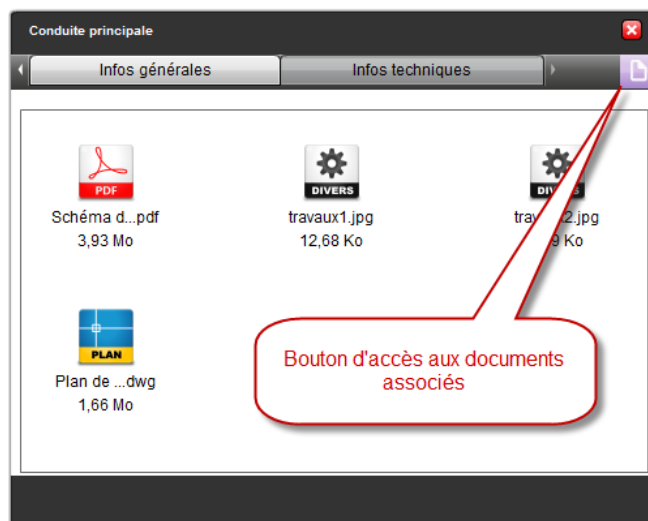 Conduite principale
Infos générales
Infos techniques
PDF
DIVERS
Schéma d...pdf
travaux1.jpg
3,93 Mo
12,68 Ko
Ko
Bouton d'accès aux documents
associés
PLAN
Plan de ...dwg
1,66 Mo